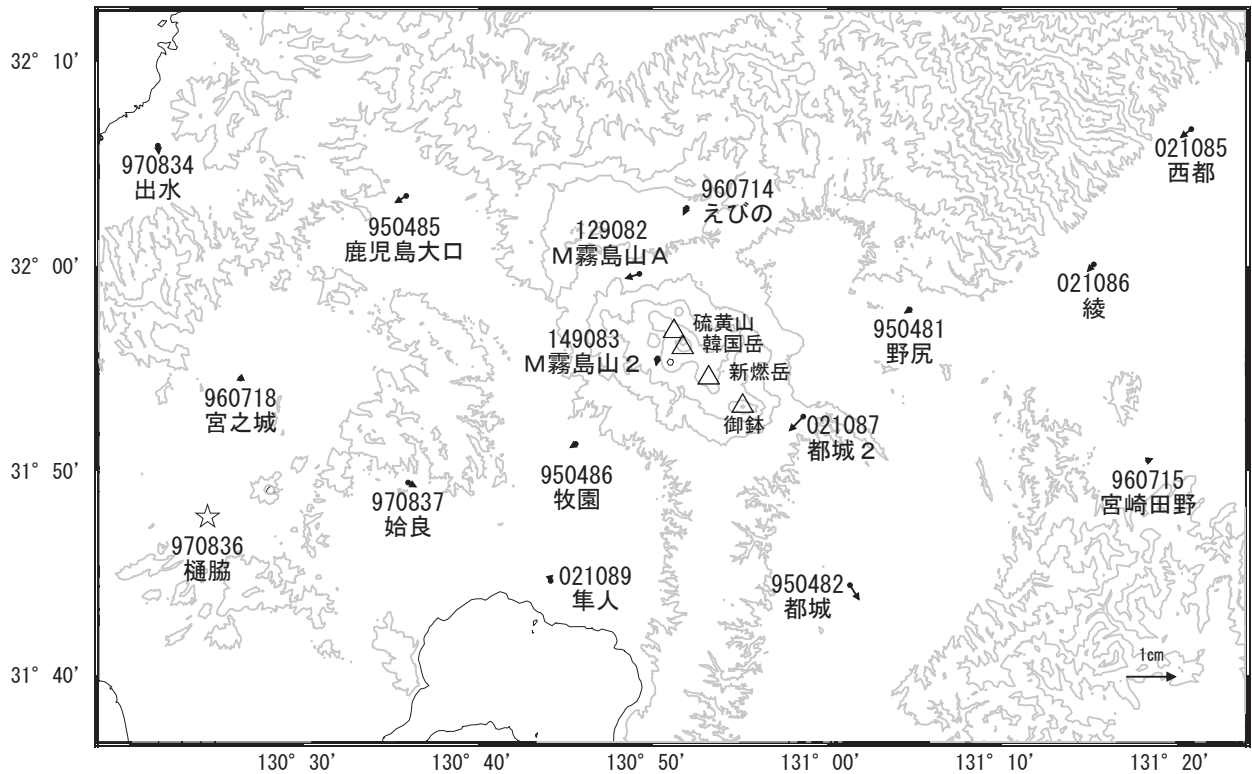 32° 10'
021085
西都
970834
出水
960714
えびの
950485
鹿児島大口
129082
M霧島山A
32° 00'
021086
綾
950481
野尻
硫黄山
韓国岳
149083
M霧島山2
新燃岳
960718
宮之城
御鉢
021087
都城2
31° 50'
950486
牧園
960715
宮崎田野
970837
姶良
970836
樋脇
021089
隼人
950482
都城
1cm
31° 40'
130° 30' 130° 40' 130° 50' 131° 00' 131° 10' 131° 20'